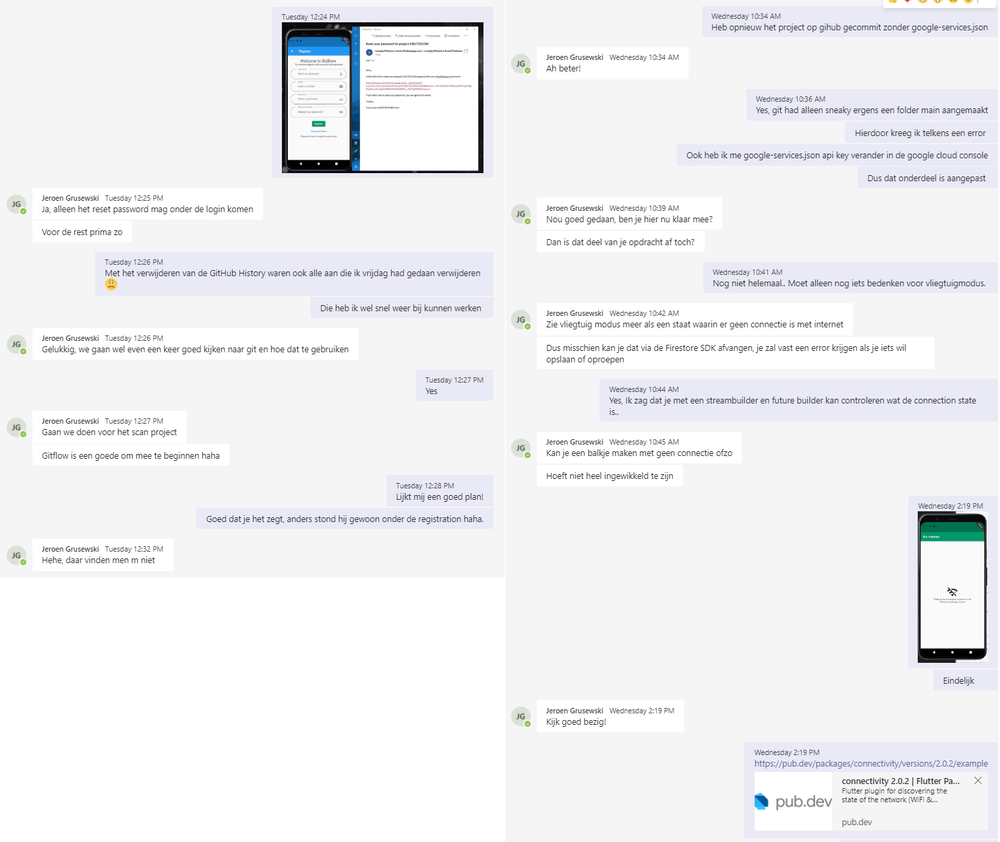 Tuesday 12:24 PM
Register
Welcome to BizBrew
Enter an Email
Enter a password
Repeat your password
Register
Reset your password for project-618275512380
Hello,
Thanks,
Jeroen Grusewski Tuesday 12:25 PM
JG
Ja, alleen het reset password mag onder de login komen
Voor de rest prima zo
Tuesday 12:26 PM
Met het verwijderen van de GitHub History waren ook alle aan die ik vrijdag had gedaan verwijderen
Die heb ik wel snel weer bij kunnen werken
Jeroen Grusewski Tuesday 12:26 PM
JG
Gelukkig, we gaan wel even een keer goed kijken naar git en hoe dat te gebruiken
Tuesday 12:27 PM
Yes
Jeroen Grusewski Tuesday 12:27 PM
JG
Gaan we doen voor het scan project
Gitflow is een goede om mee te beginnen haha
Tuesday 12:28 PM
Lijkt mij een goed plan!
Goed dat je het zegt, anders stond hij gewoon onder de registration haha.
Jeroen Grusewski Tuesday 12:32 PM
JG
Hehe, daar vinden men m niet
Wednesday 10:34 AM
Heb opnieuw het project op gihub gecommit zonder google-services.json
Jeroen Grusewski Wednesday 10:34 AM
JG
Ah beter!
Wednesday 10:36 AM
Yes, git had alleen sneaky ergens een folder main aangemaakt
Hierdoor kreeg ik telkens een error
Ook heb ik me google-services.json api key verander in de google cloud console
Dus dat onderdeel is aangepast
Jeroen Grusewski Wednesday 10:39 AM
JG
Nou goed gedaan, ben je hier nu klaar mee?
Dan is dat deel van je opdracht af toch?
Wednesday 10:41 AM
Nog niet helemaal.. Moet alleen nog iets bedenken voor vliegtuigmodus.
Jeroen Grusewski Wednesday 10:42 AM
JG
Zie vliegtuig modus meer als een staat waarin er geen connectie is met internet
Dus misschien kan je dat via de Firestore SDK afvangen, je zal vast een error krijgen als je iets wil
opslaan of oproepen
Wednesday 10:44 AM
Yes, Ik zag dat je met een streambuilder en future builder kan controleren wat de connection state
is..
Jeroen Grusewski Wednesday 10:45 AM
JG
Kan je een balkje maken met geen connectie ofzo
Hoeft niet heel ingewikkeld te zijn
Wednesday 2:19 PM
No Internet
Eindelijk
Jeroen Grusewski Wednesday 2:19 PM
JG
Kijk goed bezig!
Wednesday 2:19 PM
https://pub.dev/packages/connectivity/versions/2.0.2/example
connectivity 2.0.2 | Flutter Pa...
Flutter plugin for discovering the
state of the network (WiFi &...
pub.dev
pub.dev